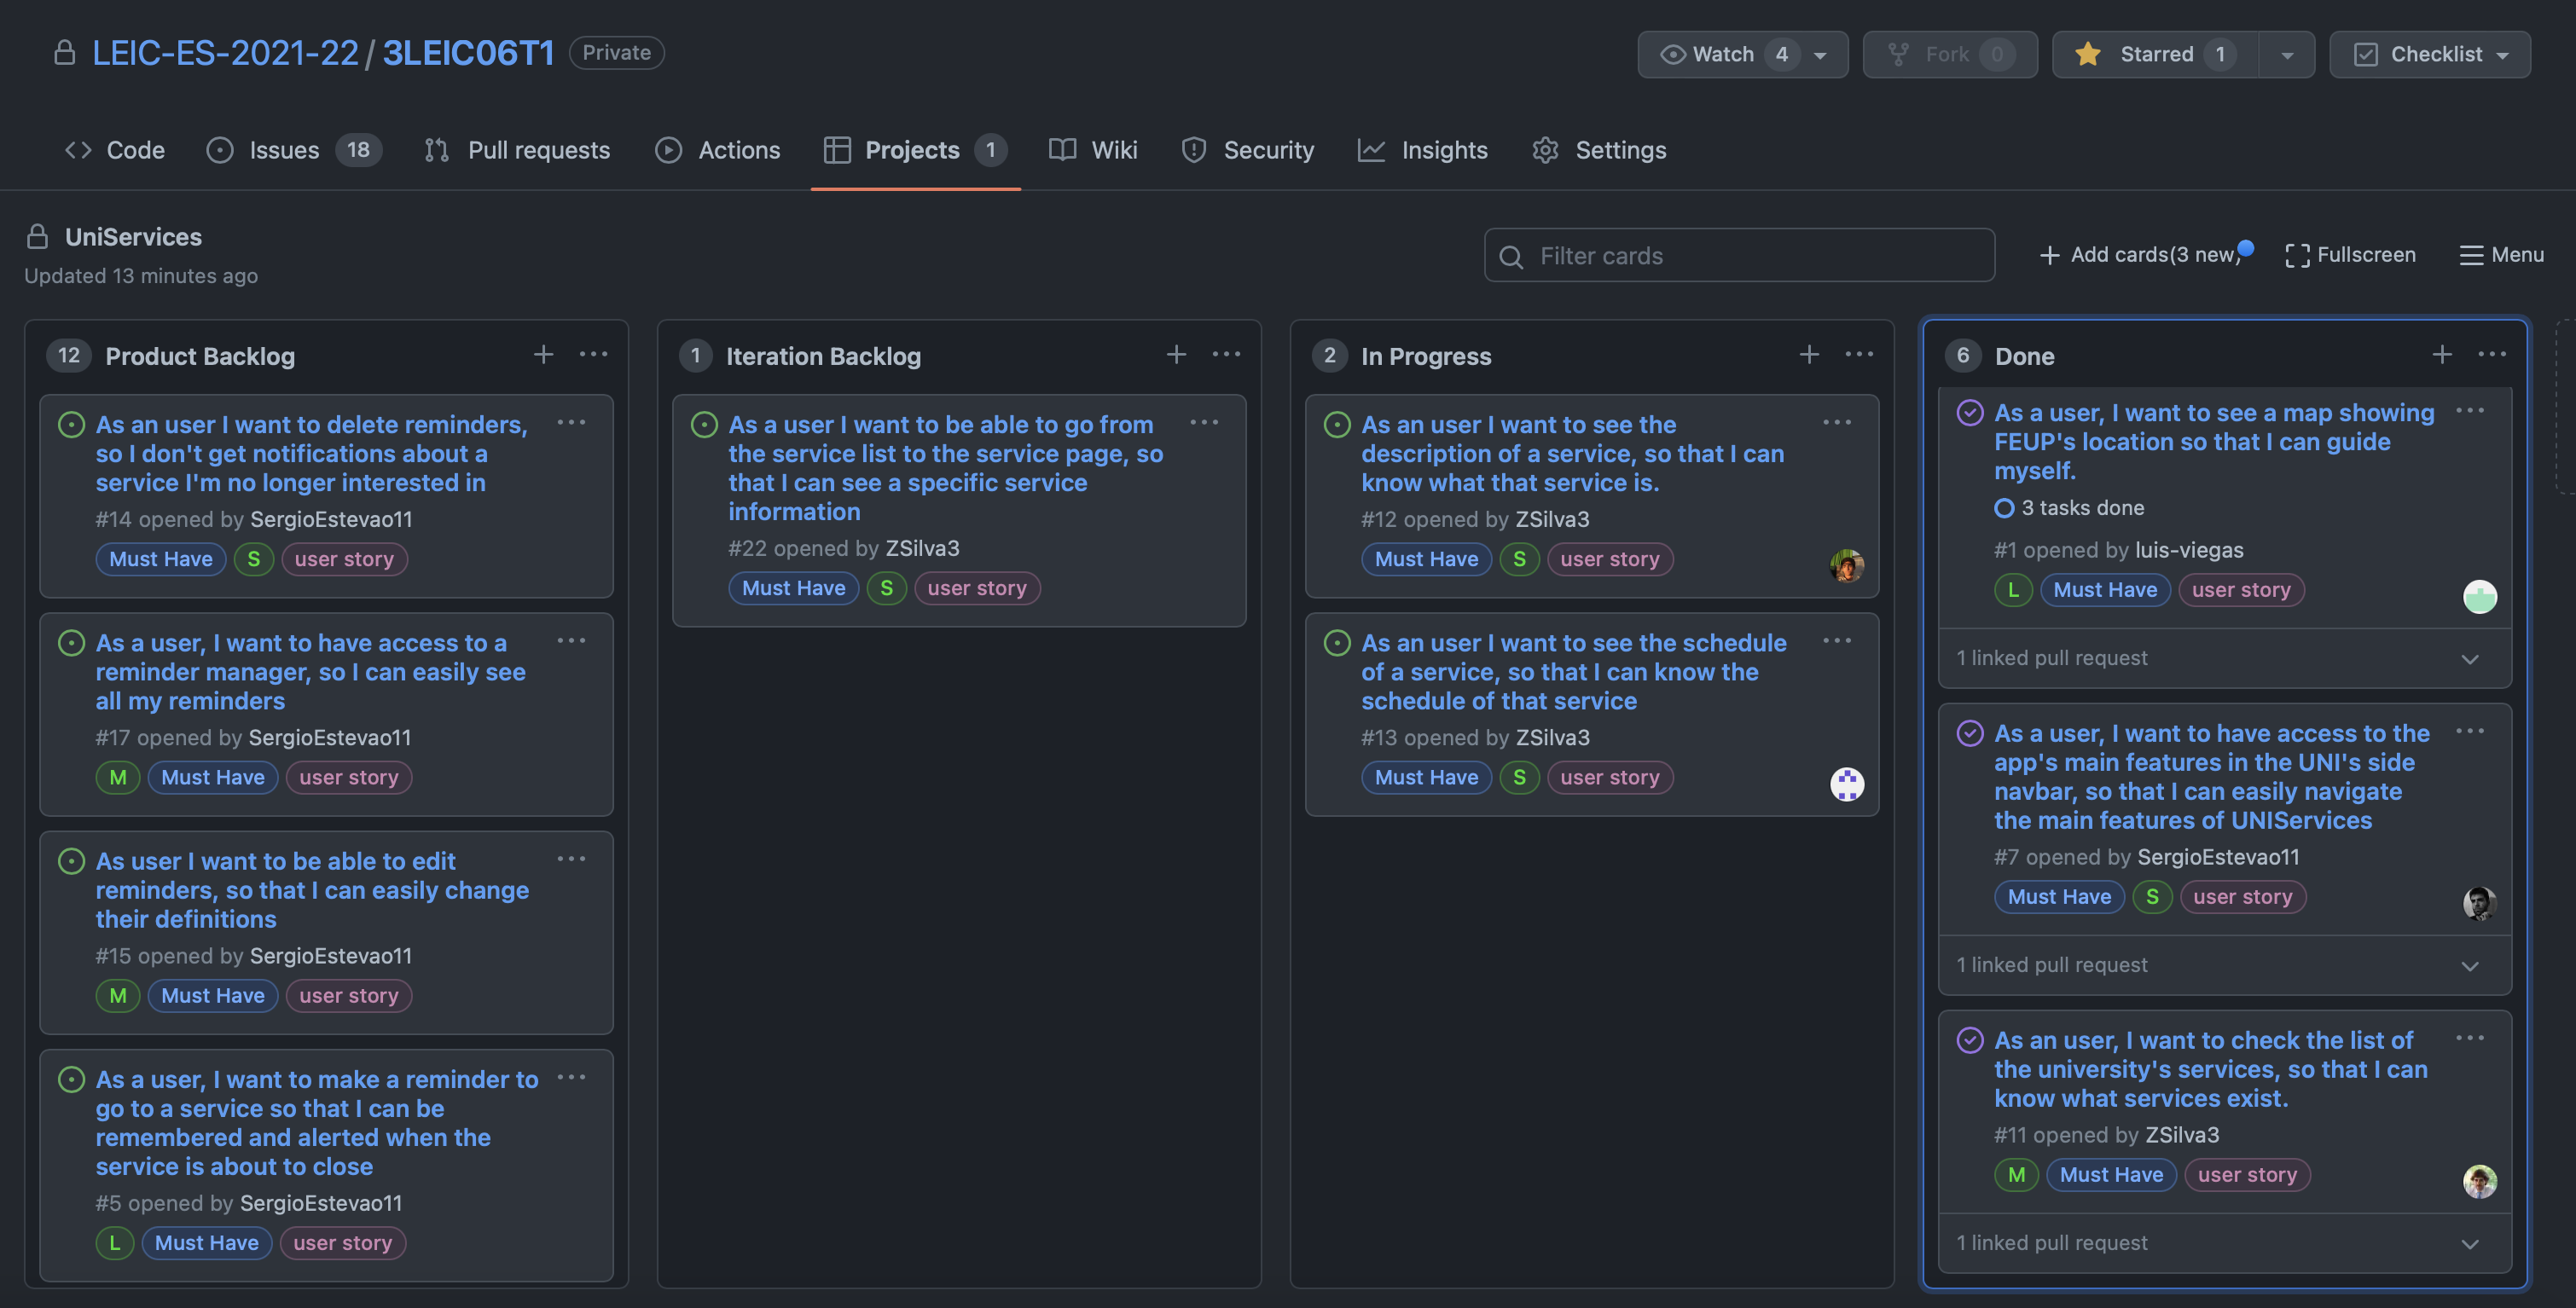 LEIC-ES-2021-22 / 3LEIC06T1 Private
Watch 4
Fork 0
Starred 1
Checklist
Code
Issues 18
Pull requests
Actions
Projects 1
Wiki
Security
Insights
Settings
UniServices
Updated 13 minutes ago
Filter cards
Add cards(3 new)
Fullscreen
Menu
12 Product Backlog
As an user I want to delete reminders,
so I don't get notifications about a
service I'm no longer interested in
#14 opened by SergioEstevao11
Must Have S user story
As a user, I want to have access to a
reminder manager, so I can easily see
all my reminders
#17 opened by SergioEstevao11
M Must Have user story
As user I want to be able to edit
reminders, so that I can easily change
their definitions
#15 opened by SergioEstevao11
M Must Have user story
As a user, I want to make a reminder to
go to a service so that I can be
remembered and alerted when the
service is about to close
#5 opened by SergioEstevao11
L Must Have user story
1 Iteration Backlog
As a user I want to be able to go from
the service list to the service page, so
that I can see a specific service
information
#22 opened by ZSilva3
Must Have S user story
2 In Progress
As an user I want to see the
description of a service, so that I can
know what that service is.
#12 opened by ZSilva3
Must Have S user story
As an user I want to see the schedule
of a service, so that I can know the
schedule of that service
#13 opened by ZSilva3
Must Have S user story
6 Done
As a user, I want to see a map showing
FEUP's location so that I can guide
myself.
3 tasks done
#1 opened by luis-viegas
L Must Have user story
1 linked pull request
As a user, I want to have access to the
app's main features in the UNI's side
navbar, so that I can easily navigate
the main features of UNIServices
#7 opened by SergioEstevao11
Must Have S user story
1 linked pull request
As an user, I want to check the list of
the university's services, so that I can
know what services exist.
#11 opened by ZSilva3
M Must Have user story
1 linked pull request